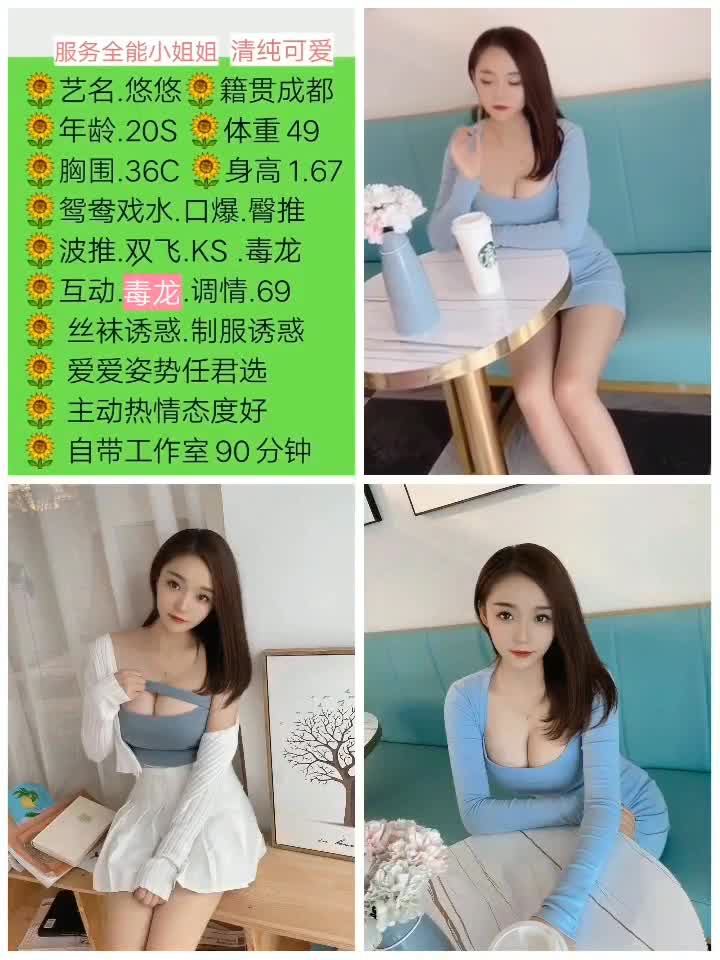 服务全能小姐姐 清纯可爱
🌻艺名.悠悠🌻籍贯成都
🌻年龄.20S 🌻体重49
🌻胸围.36C 🌻身高1.67
🌻鸳鸯戏水.口爆.臀推
🌻波推.双飞.KS .毒龙
🌻互动.毒龙.调情.69
🌻 丝袜诱惑.制服诱惑
🌻 爱爱姿势任君选
🌻 主动热情态度好
🌻 自带工作室90分钟